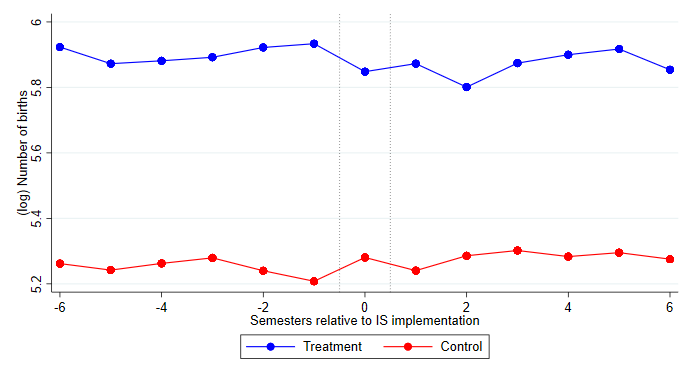 (log) Number of births
6
5.8
5.6
5.4
5.2
-6 -4 -2 0 2 4 6
Semesters relative to IS implementation
Treatment Control